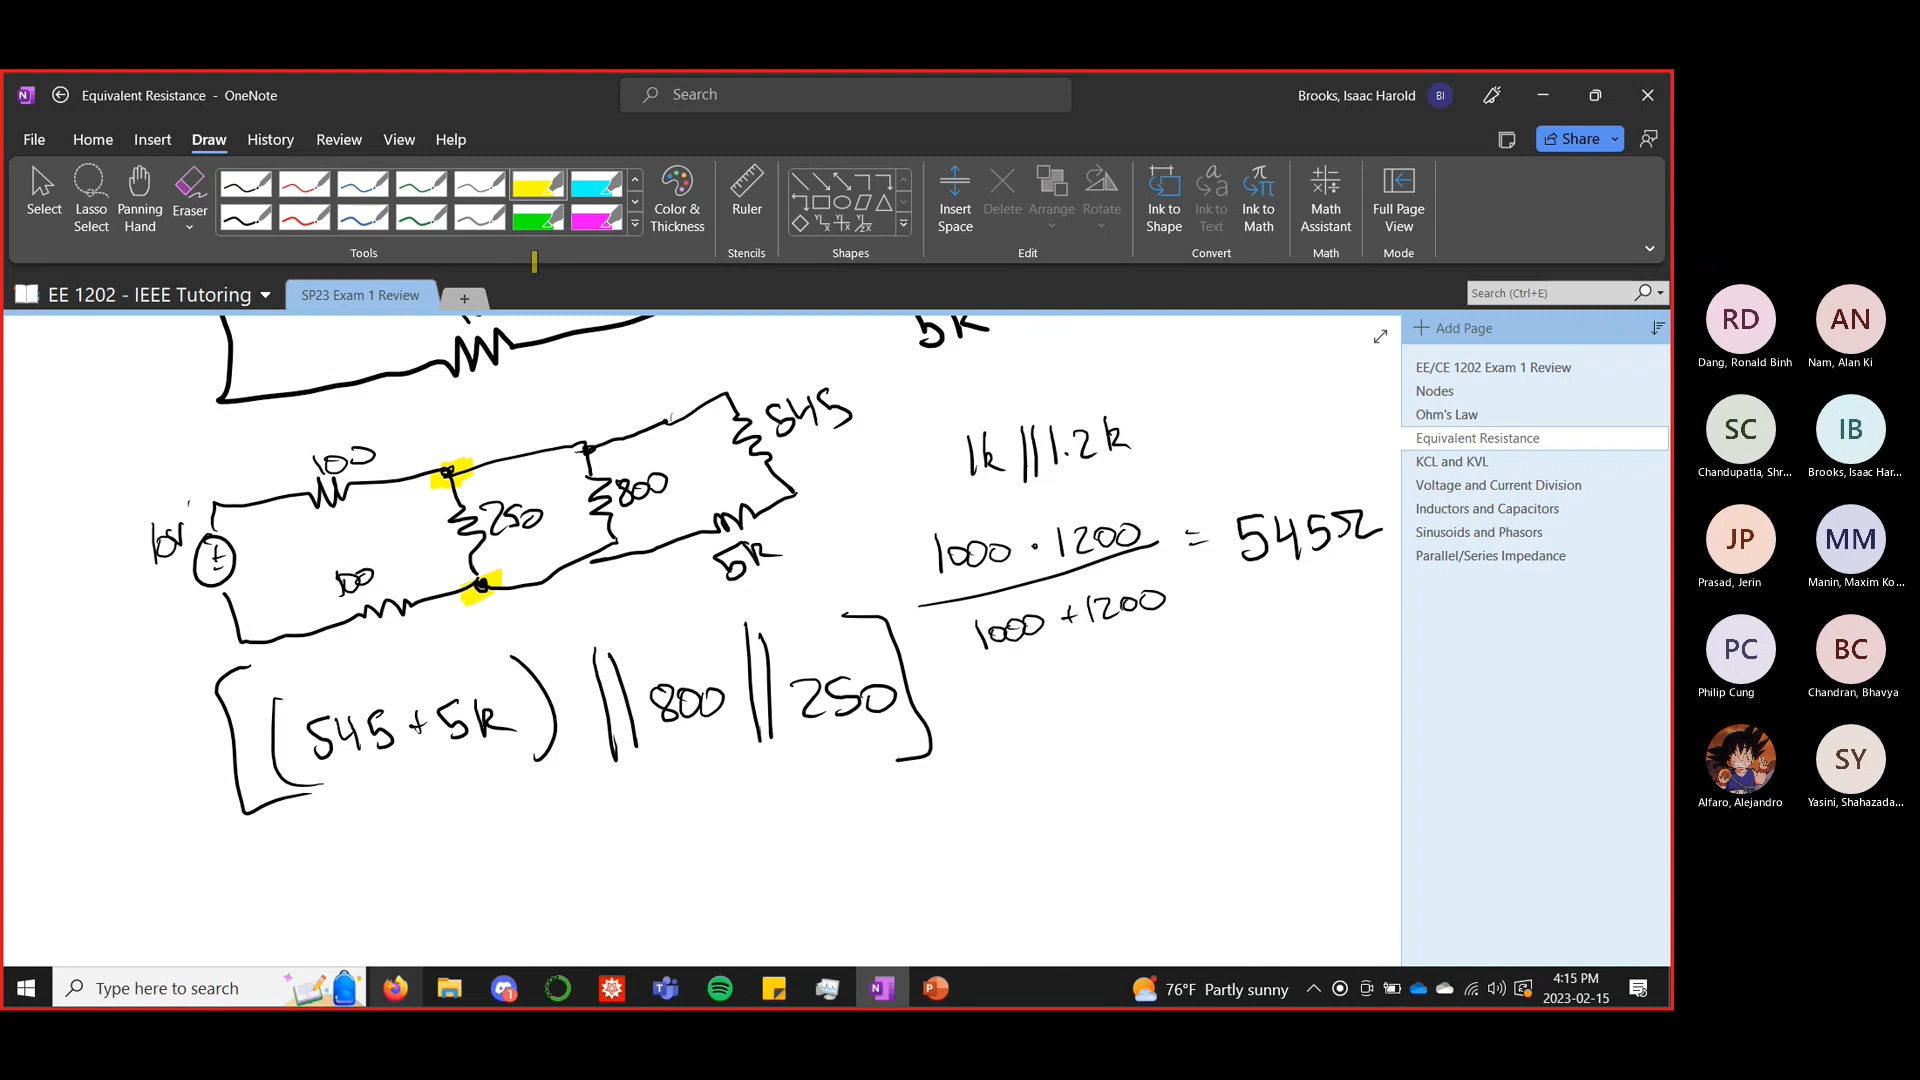 Equivalent Resistance - OneNote
Search
Brooks, Isaac Harold
BI
File Home Insert Draw History Review View Help
Share
Select
Lasso Select
Panning Hand
Eraser
Color & Thickness
Ruler
Insert Space
Delete
Arrange
Rotate
Ink to Shape
Ink to Text
Ink to Math
Math Assistant
Full Page View
Tools
Stencils
Shapes
Edit
Convert
Math
Mode
EE 1202 - IEEE Tutoring
SP23 Exam 1 Review
+
Search (Ctrl+E)
Add Page
EE/CE 1202 Exam 1 Review
Nodes
Ohm's Law
Equivalent Resistance
KCL and KVL
Voltage and Current Division
Inductors and Capacitors
Sinusoids and Phasors
Parallel/Series Impedance
5k
100
545
250
800
10V
100
5k
1k || 1.2k
1000 · 1200 = 545Ω
1000 + 1200
[(545 + 5k) || 800 || 250]
RD
Dang, Ronald Binh
AN
Nam, Alan Ki
SC
Chandupatla, Shr...
IB
Brooks, Isaac Har...
JP
Prasad, Jerin
MM
Manin, Maxim Ko...
PC
Philip Cung
BC
Chandran, Bhavya
Alfaro, Alejandro
SY
Yasini, Shahazada...
Type here to search
76°F Partly sunny
4:15 PM
2023-02-15